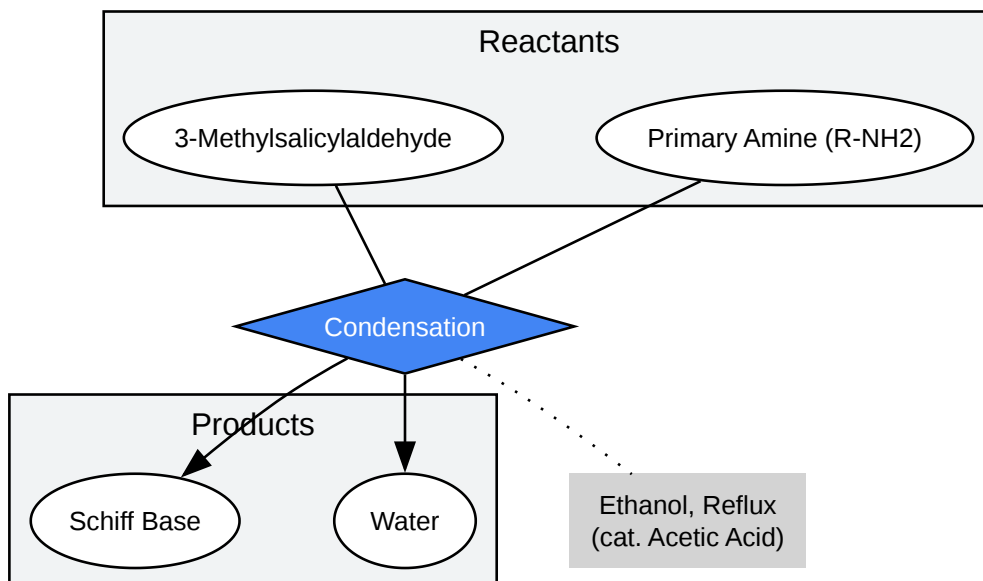 Reactants
3-Methylsalicylaldehyde
Primary Amine (R-NH2)
Condensation
Products
Schiff Base
Water
Ethanol, Reflux
(cat. Acetic Acid)